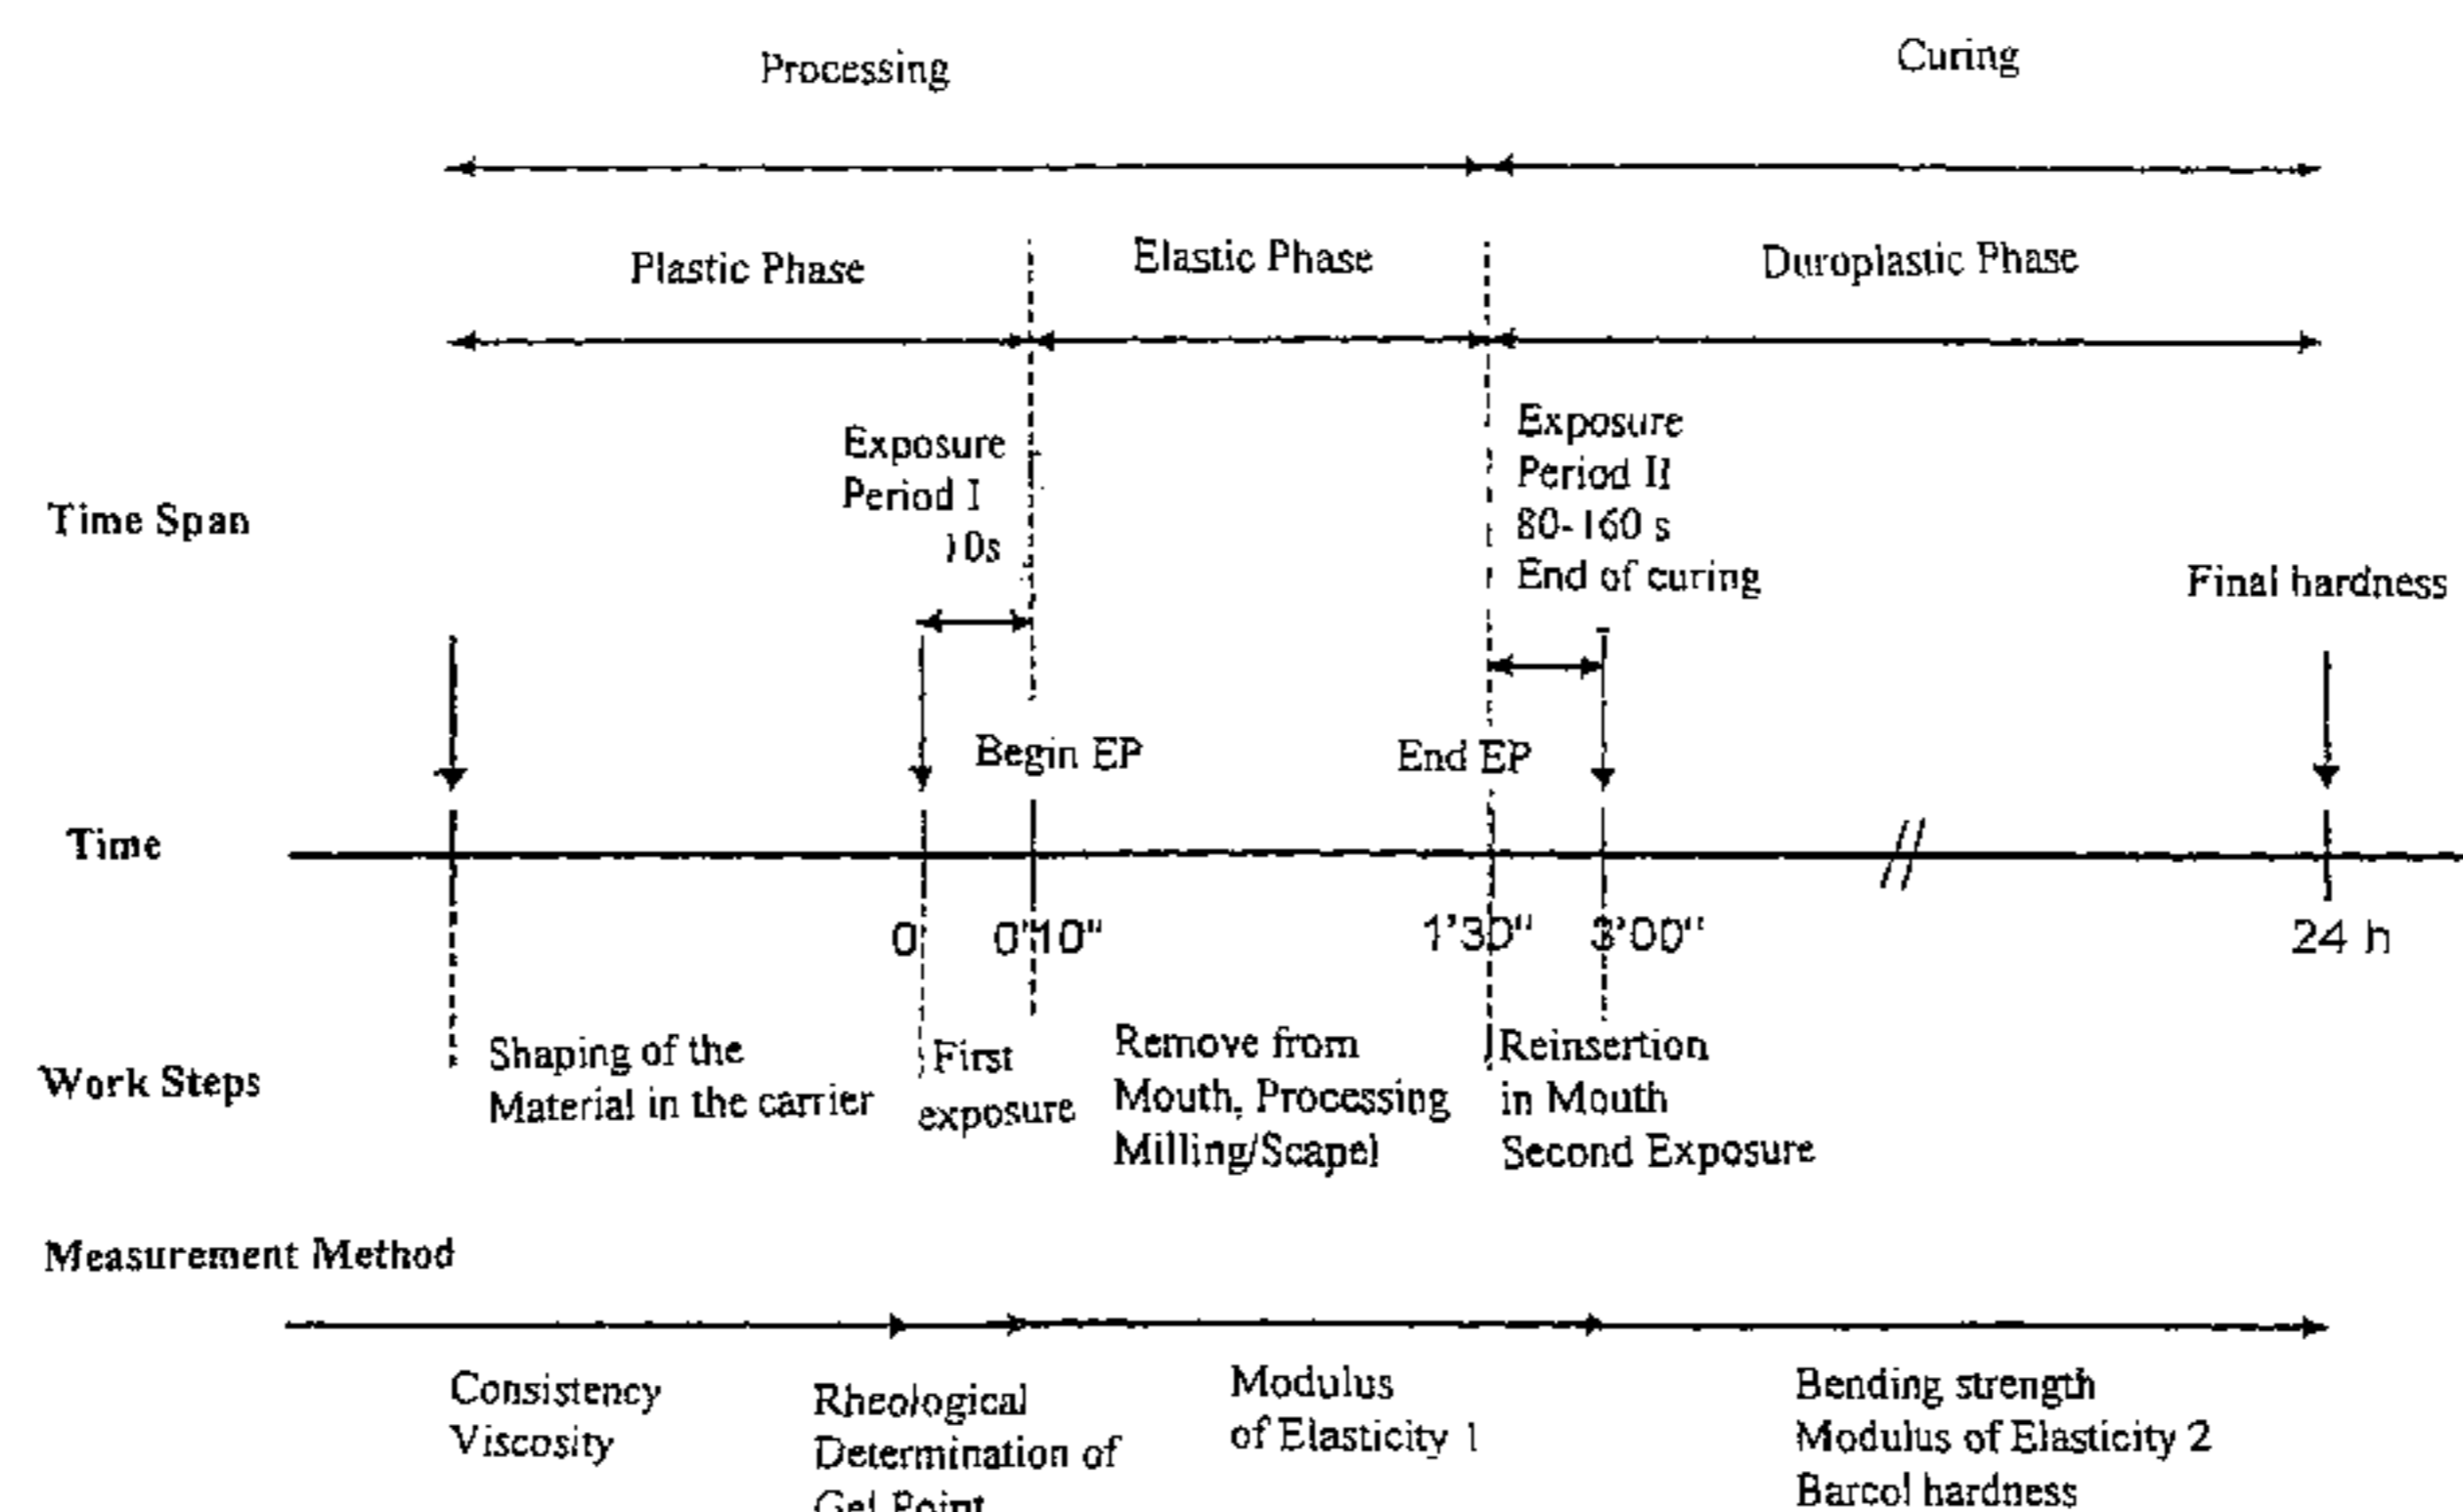 Processing
Curing
Plastic Phase
Elastic Phase
Duroplastic Phase
Exposure
Period I
10s
Exposure
Period II
80-160 s
End of curing
Time Span
Final hardness
Begin EP
End EP
Time
0'
0'10"
1'30"
3'00"
24 h
Work Steps
Shaping of the
Material in the carrier
First
exposure
Remove from
Mouth, Processing
Milling/Scapel
Reinsertion
in Mouth
Second Exposure
Measurement Method
Consistency
Viscosity
Rheological
Determination of
Gel Point
Modulus
of Elasticity 1
Bending strength
Modulus of Elasticity 2
Barcol hardness